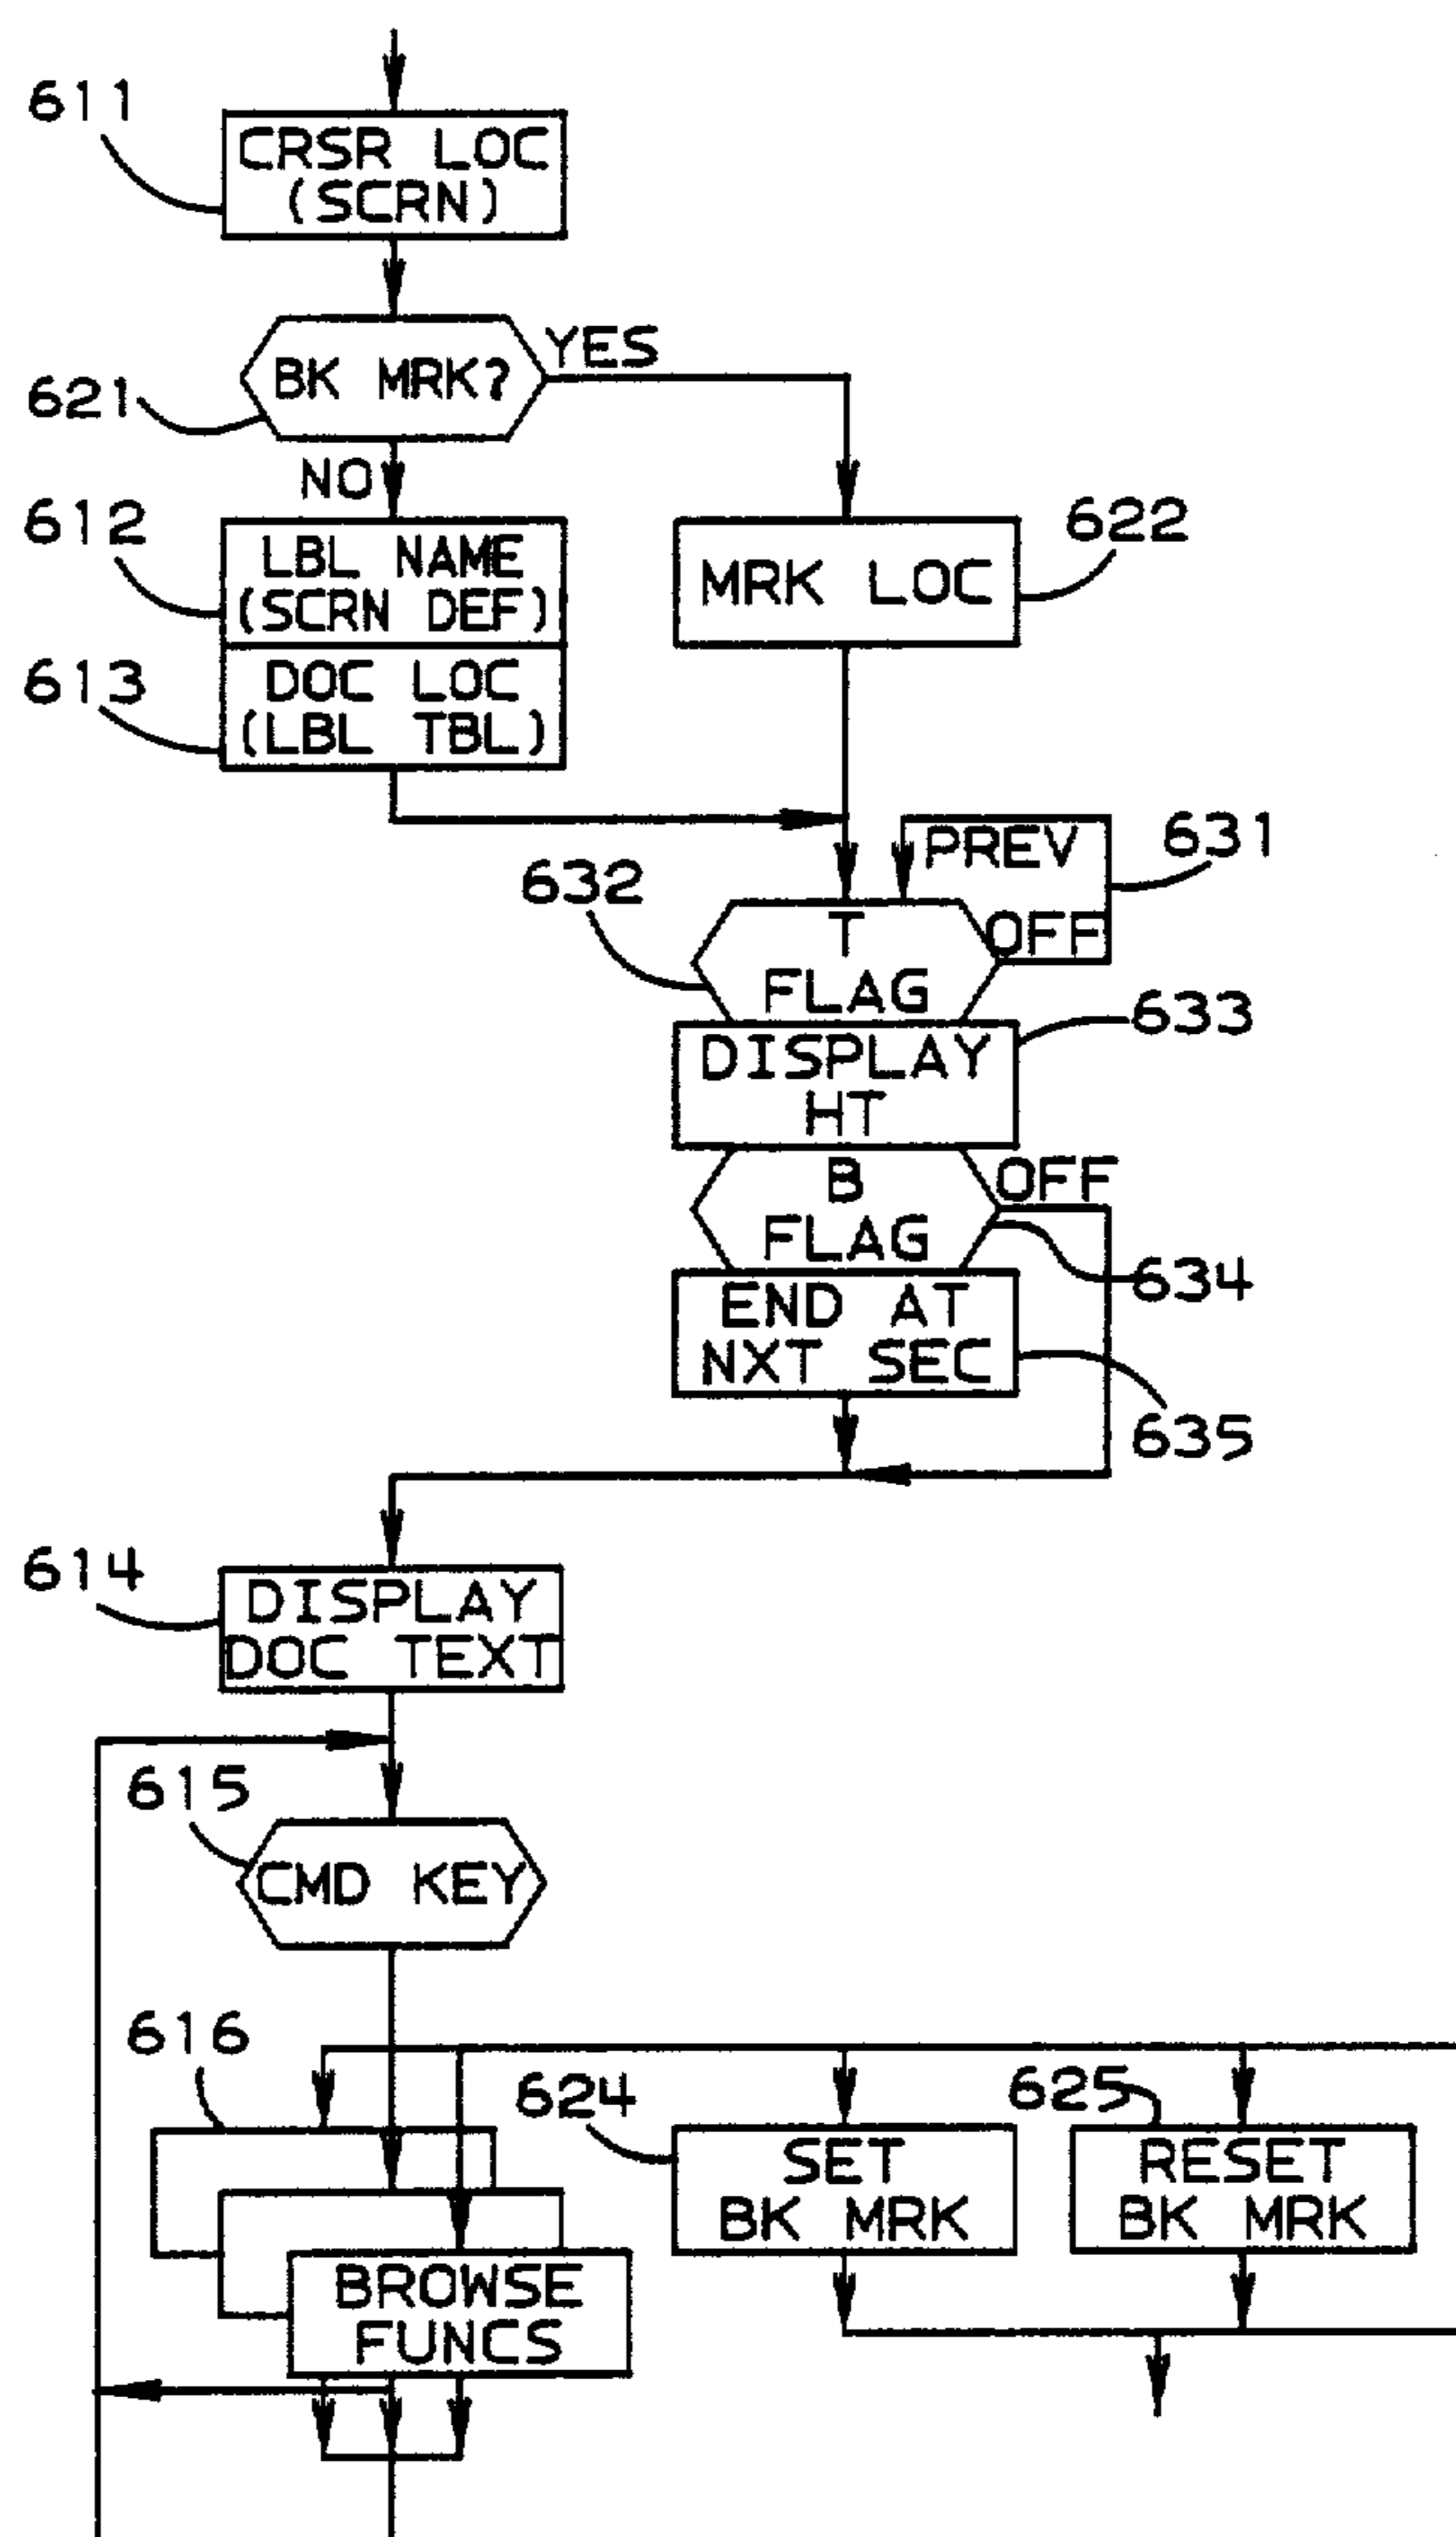 611
CRSR LOC
(SCRN)
BK MRK?
YES
621
NO
612
LBL NAME
(SCRN DEF)
622
MRK LOC
613
DOC LOC
(LBL TBL)
PREV
631
632
T
FLAG
OFF
633
DISPLAY
HT
B
FLAG
OFF
634
END AT
NXT SEC
635
614
DISPLAY
DOC TEXT
615
CMD KEY
616
624
625
SET
BK MRK
RESET
BK MRK
BROWSE
FUNCS